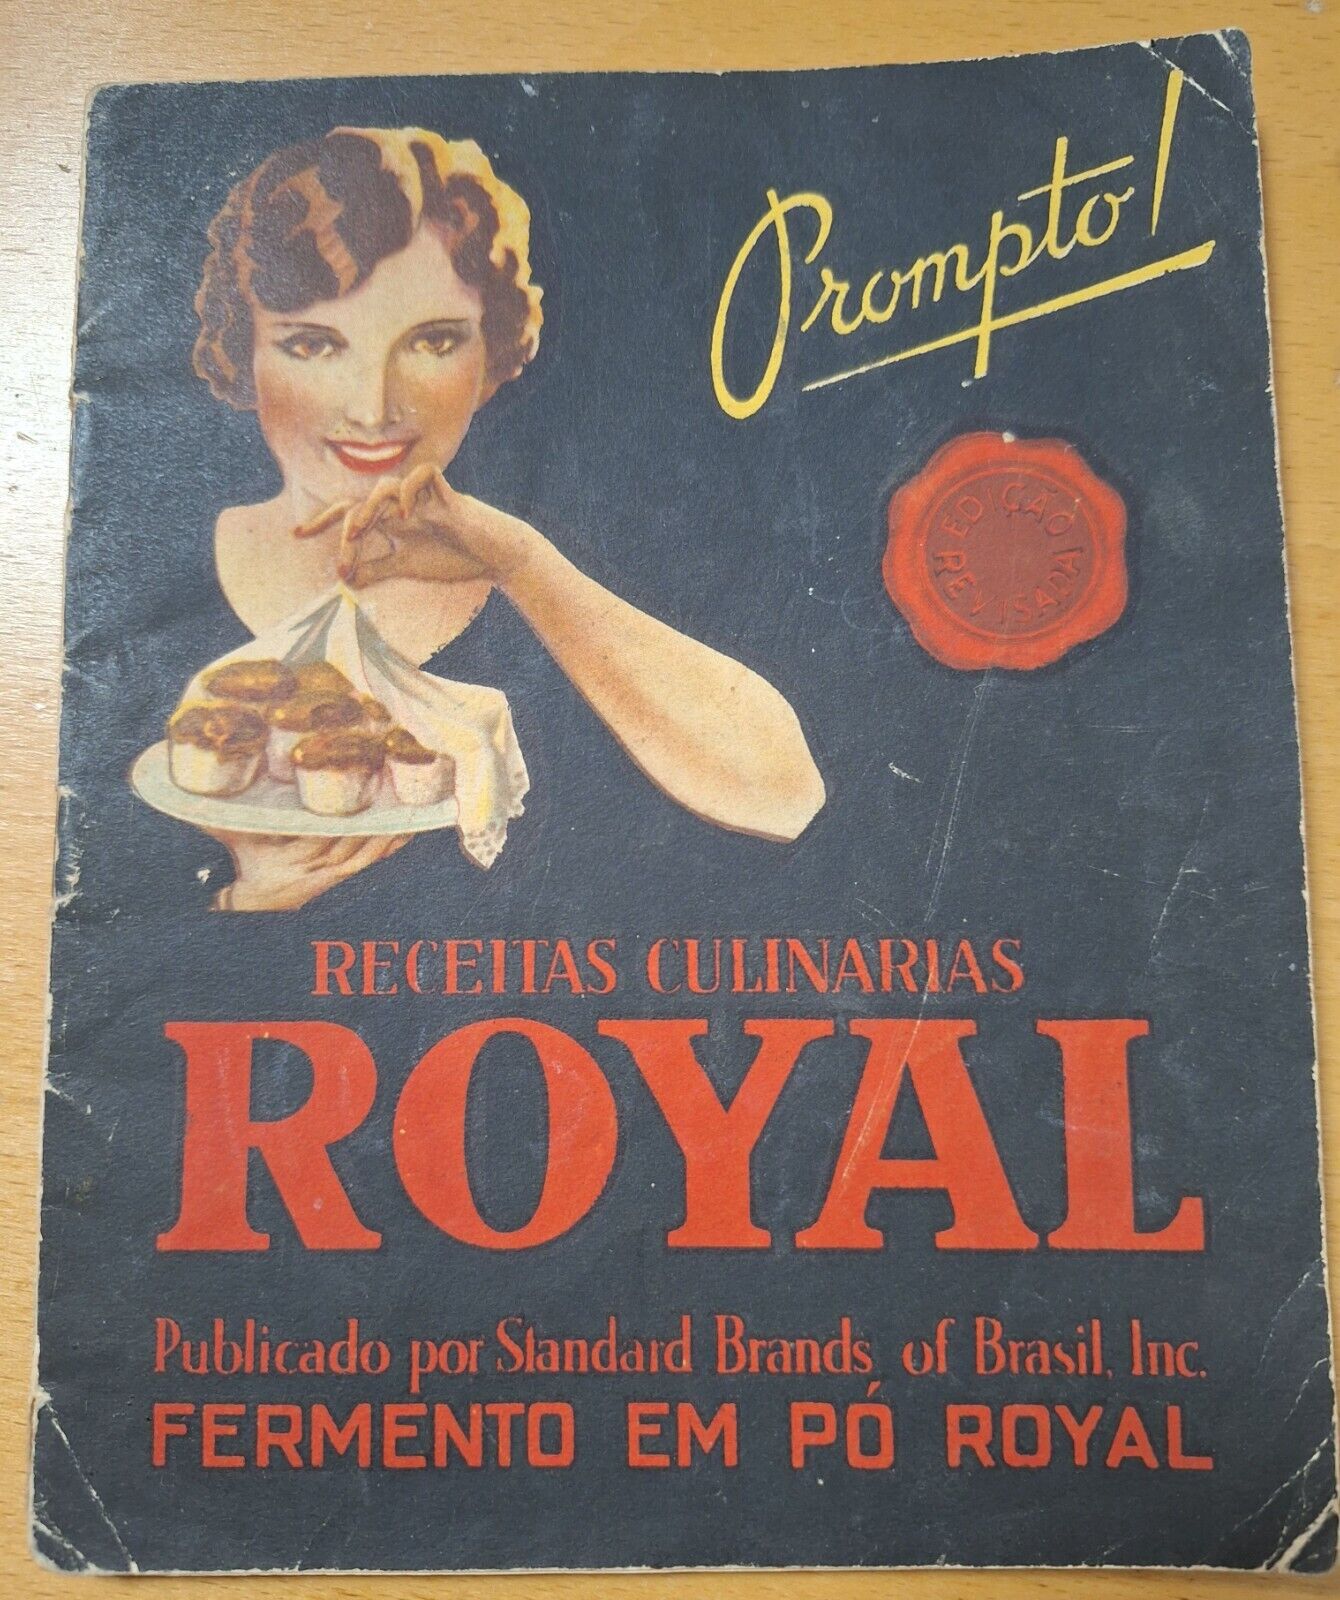 Prompto!
EDIÇÃO
REVISADA
RECEITAS CULINARIAS
ROYAL
Publicado por Standard Brands of Brasil, Inc.
FERMENTO EM PÓ ROYAL